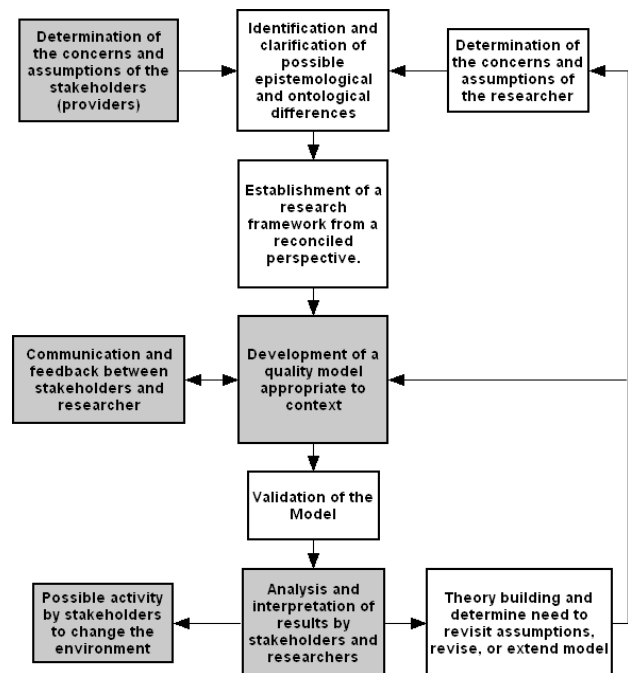 Determination of
the concerns and
assumptions of the
stakeholders
(providers)
Identification and
clarification of
possible
epistemological
and ontological
differences
Determination of
the concerns and
assumptions
of the researcher
Establishment of a
research
framework from a
reconciled
perspective.
Communication and
feedback between
stakeholders and
researcher
Development of a
quality model
appropriate to
context
Validation of the
Model
Possible activity
by stakeholders
to change the
environment
Analysis and
interpretation of
results by
stakeholders and
researchers
Theory building and
determine need to
revisit assumptions,
revise, or extend model